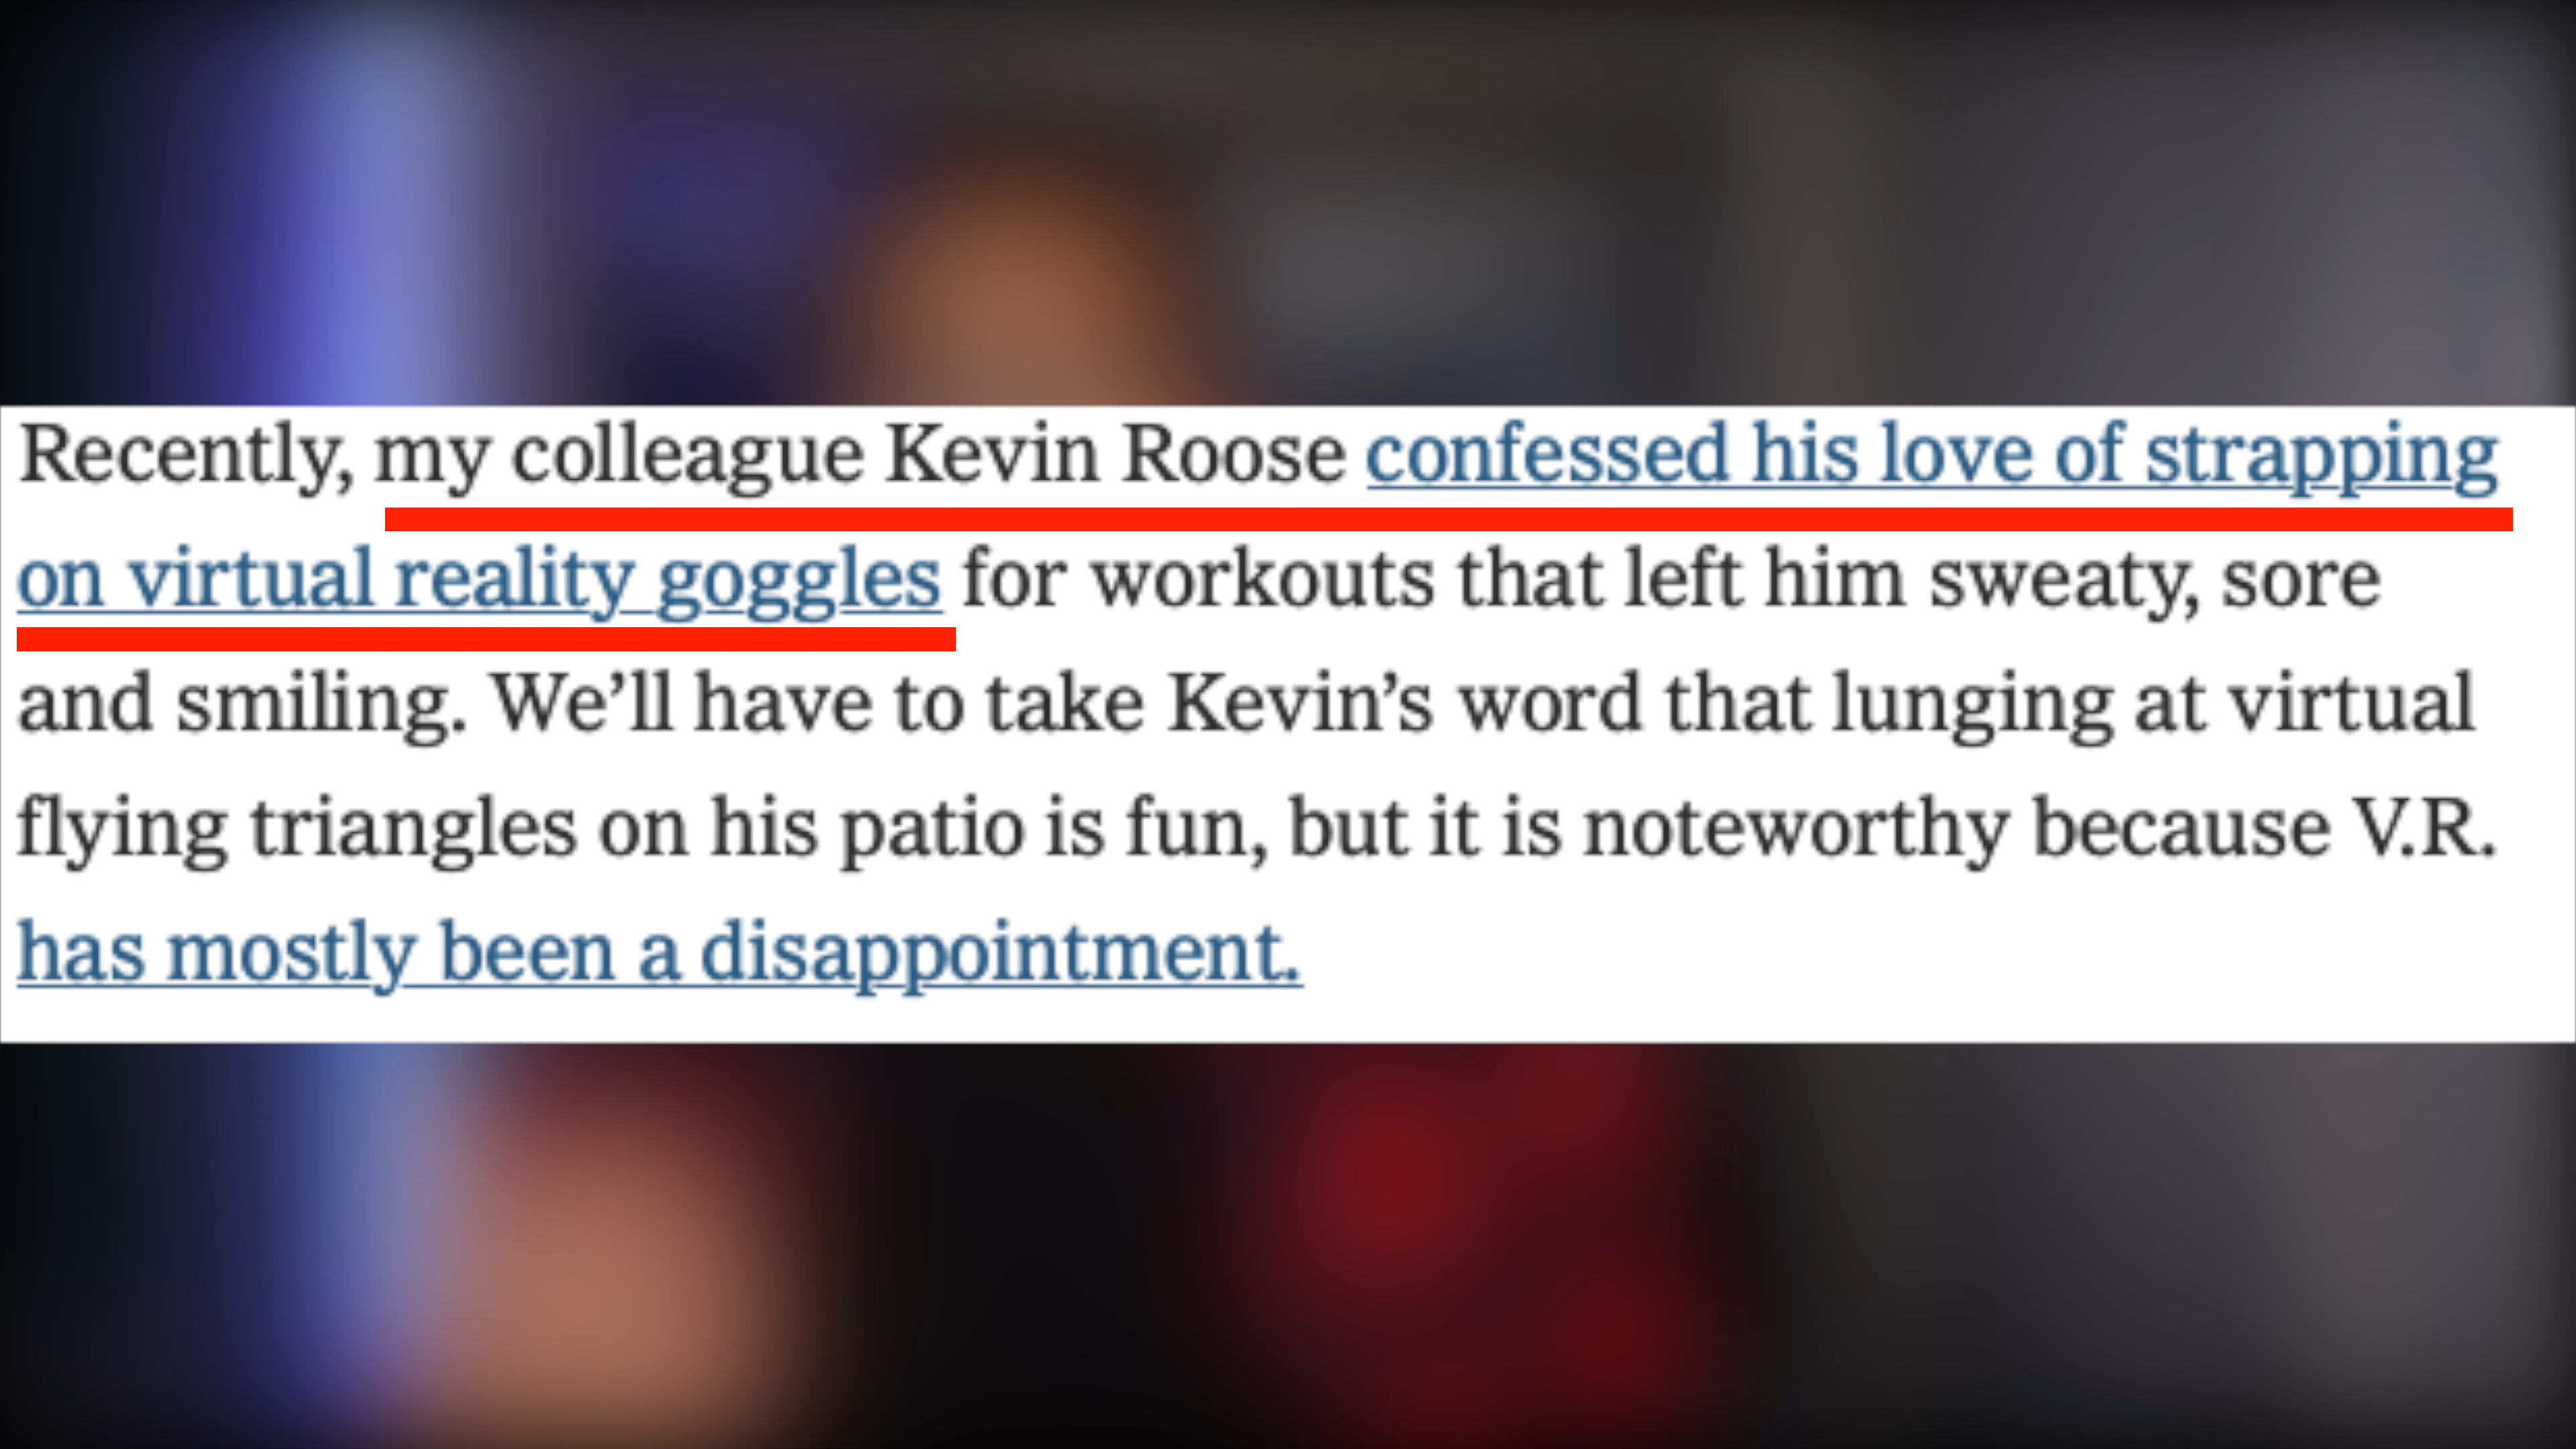 Recently, my colleague Kevin Roose confessed his love of strapping
on virtual reality goggles for workouts that left him sweaty, sore
and smiling. We’ll have to take Kevin’s word that lunging at virtual
flying triangles on his patio is fun, but it is noteworthy because V.R.
has mostly been a disappointment.